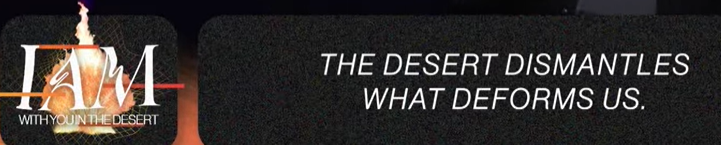 I AM
WITH YOU IN THE DESERT
THE DESERT DISMANTLES
WHAT DEFORMS US.